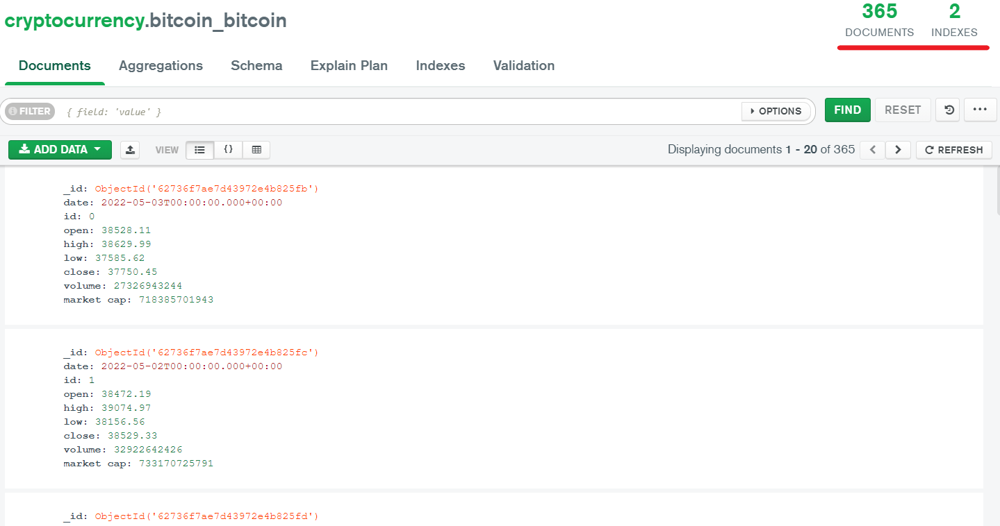 cryptocurrency.bitcoin_bitcoin
365 2
DOCUMENTS INDEXES
Documents Aggregations Schema Explain Plan Indexes Validation
FILTER { field: 'value' } OPTIONS FIND RESET ...
ADD DATA VIEW {} Displaying documents 1 - 20 of 365 < > REFRESH
_id: ObjectId('62736f7ae7d43972e4b825fb')
date: 2022-05-03T00:00:00.000+00:00
id: 0
open: 38528.11
high: 38629.99
low: 37585.62
close: 37750.45
volume: 27326943244
market cap: 718385701943
_id: ObjectId('62736f7ae7d43972e4b825fc')
date: 2022-05-02T00:00:00.000+00:00
id: 1
open: 38472.19
high: 39074.97
low: 38156.56
close: 38529.33
volume: 32922642426
market cap: 733170725791
_id: ObjectId('62736f7ae7d43972e4b825fd')